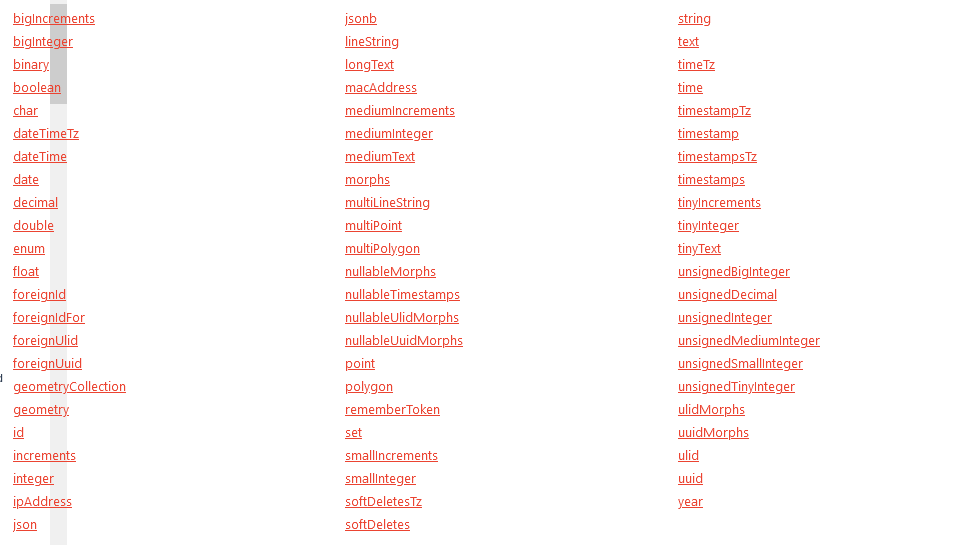 bigIncrements
bigInteger
binary
boolean
char
dateTimeTz
dateTime
date
decimal
double
enum
float
foreignId
foreignIdFor
foreignUlid
foreignUuid
geometryCollection
geometry
id
increments
integer
ipAddress
json
jsonb
lineString
longText
macAddress
mediumIncrements
mediumInteger
mediumText
morphs
multiLineString
multiPoint
multiPolygon
nullableMorphs
nullableTimestamps
nullableUlidMorphs
nullableUuidMorphs
point
polygon
rememberToken
set
smallIncrements
smallInteger
softDeletesTz
softDeletes
string
text
timeTz
time
timestampTz
timestamp
timestampsTz
timestamps
tinyIncrements
tinyInteger
tinyText
unsignedBigInteger
unsignedDecimal
unsignedInteger
unsignedMediumInteger
unsignedSmallInteger
unsignedTinyInteger
ulidMorphs
uuidMorphs
ulid
uuid
year